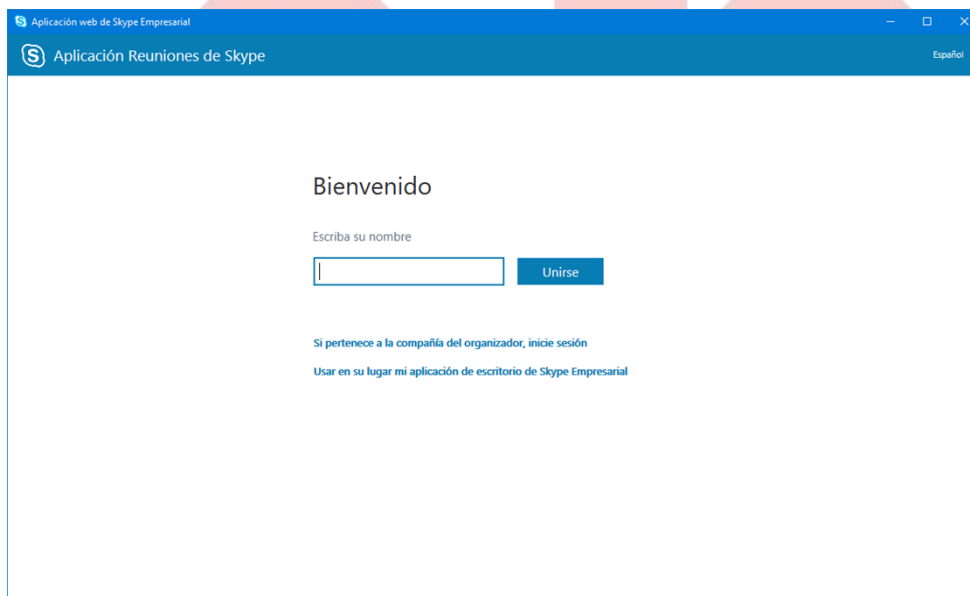 Aplicación web de Skype Empresarial
Aplicación Reuniones de Skype
Español
Bienvenido
Escriba su nombre
Unirse
Si pertenece a la compañía del organizador, inicie sesión
Usar en su lugar mi aplicación de escritorio de Skype Empresarial